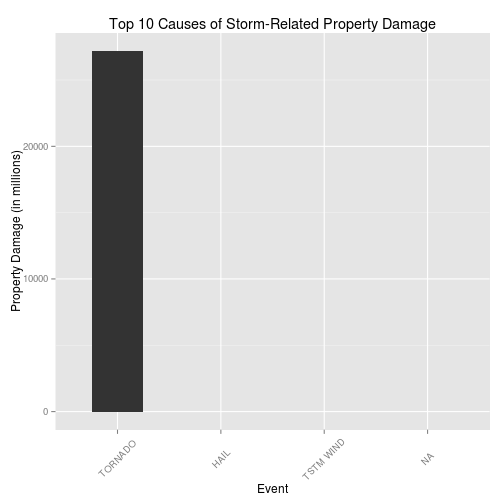 Top 10 Causes of Storm-Related Property Damage
Property Damage (in millions)
20000
10000
0
TORNADO
HAIL
TSTM WIND
NA
Event